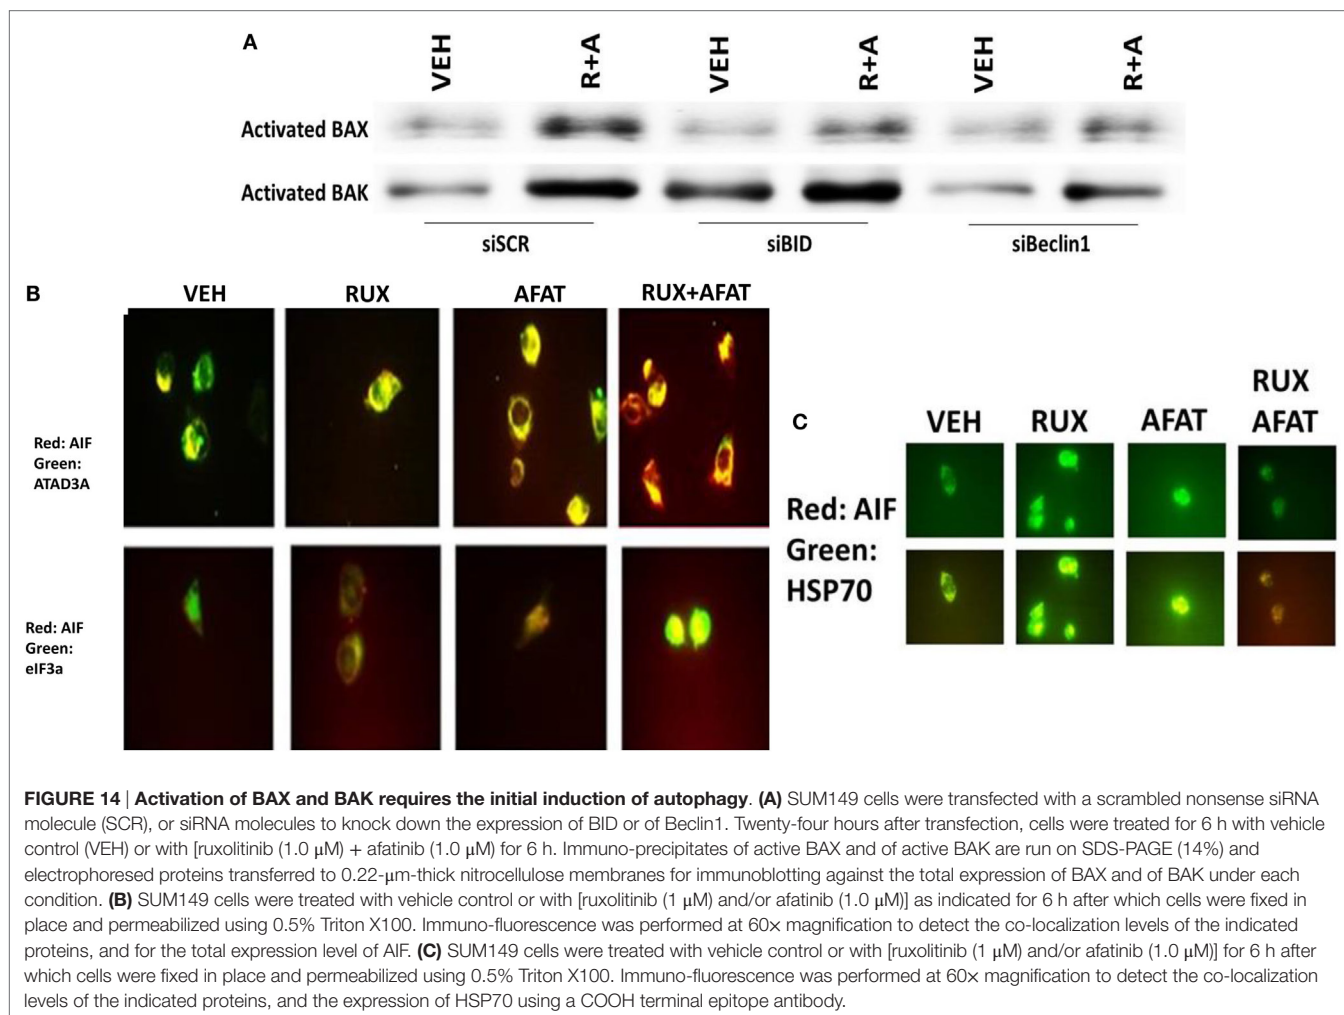 A
VEH
R+A
VEH
R+A
VEH
R+A
Activated BAX
Activated BAK
siSCR
siBID
siBeclin1
B
VEH
RUX
AFAT
RUX+AFAT
Red: AIF
Green:
ATAD3A
Red: AIF
Green:
eIF3a
C
VEH
RUX
AFAT
RUX
AFAT
Red: AIF
Green:
HSP70
FIGURE 14 | Activation of BAX and BAK requires the initial induction of autophagy. (A) SUM149 cells were transfected with a scrambled nonsense siRNA
molecule (SCR), or siRNA molecules to knock down the expression of BID or of Beclin1. Twenty-four hours after transfection, cells were treated for 6 h with vehicle
control (VEH) or with [ruxolitinib (1.0 μM) + afatinib (1.0 μM) for 6 h. Immuno-precipitates of active BAX and of active BAK are run on SDS-PAGE (14%) and
electrophoresed proteins transferred to 0.22-μm-thick nitrocellulose membranes for immunoblotting against the total expression of BAX and of BAK under each
condition. (B) SUM149 cells were treated with vehicle control or with [ruxolitinib (1 μM) and/or afatinib (1.0 μM)] as indicated for 6 h after which cells were fixed in
place and permeabilized using 0.5% Triton X100. Immuno-fluorescence was performed at 60× magnification to detect the co-localization levels of the indicated
proteins, and for the total expression level of AIF. (C) SUM149 cells were treated with vehicle control or with [ruxolitinib (1 μM) and/or afatinib (1.0 μM)] for 6 h after
which cells were fixed in place and permeabilized using 0.5% Triton X100. Immuno-fluorescence was performed at 60× magnification to detect the co-localization
levels of the indicated proteins, and the expression of HSP70 using a COOH terminal epitope antibody.